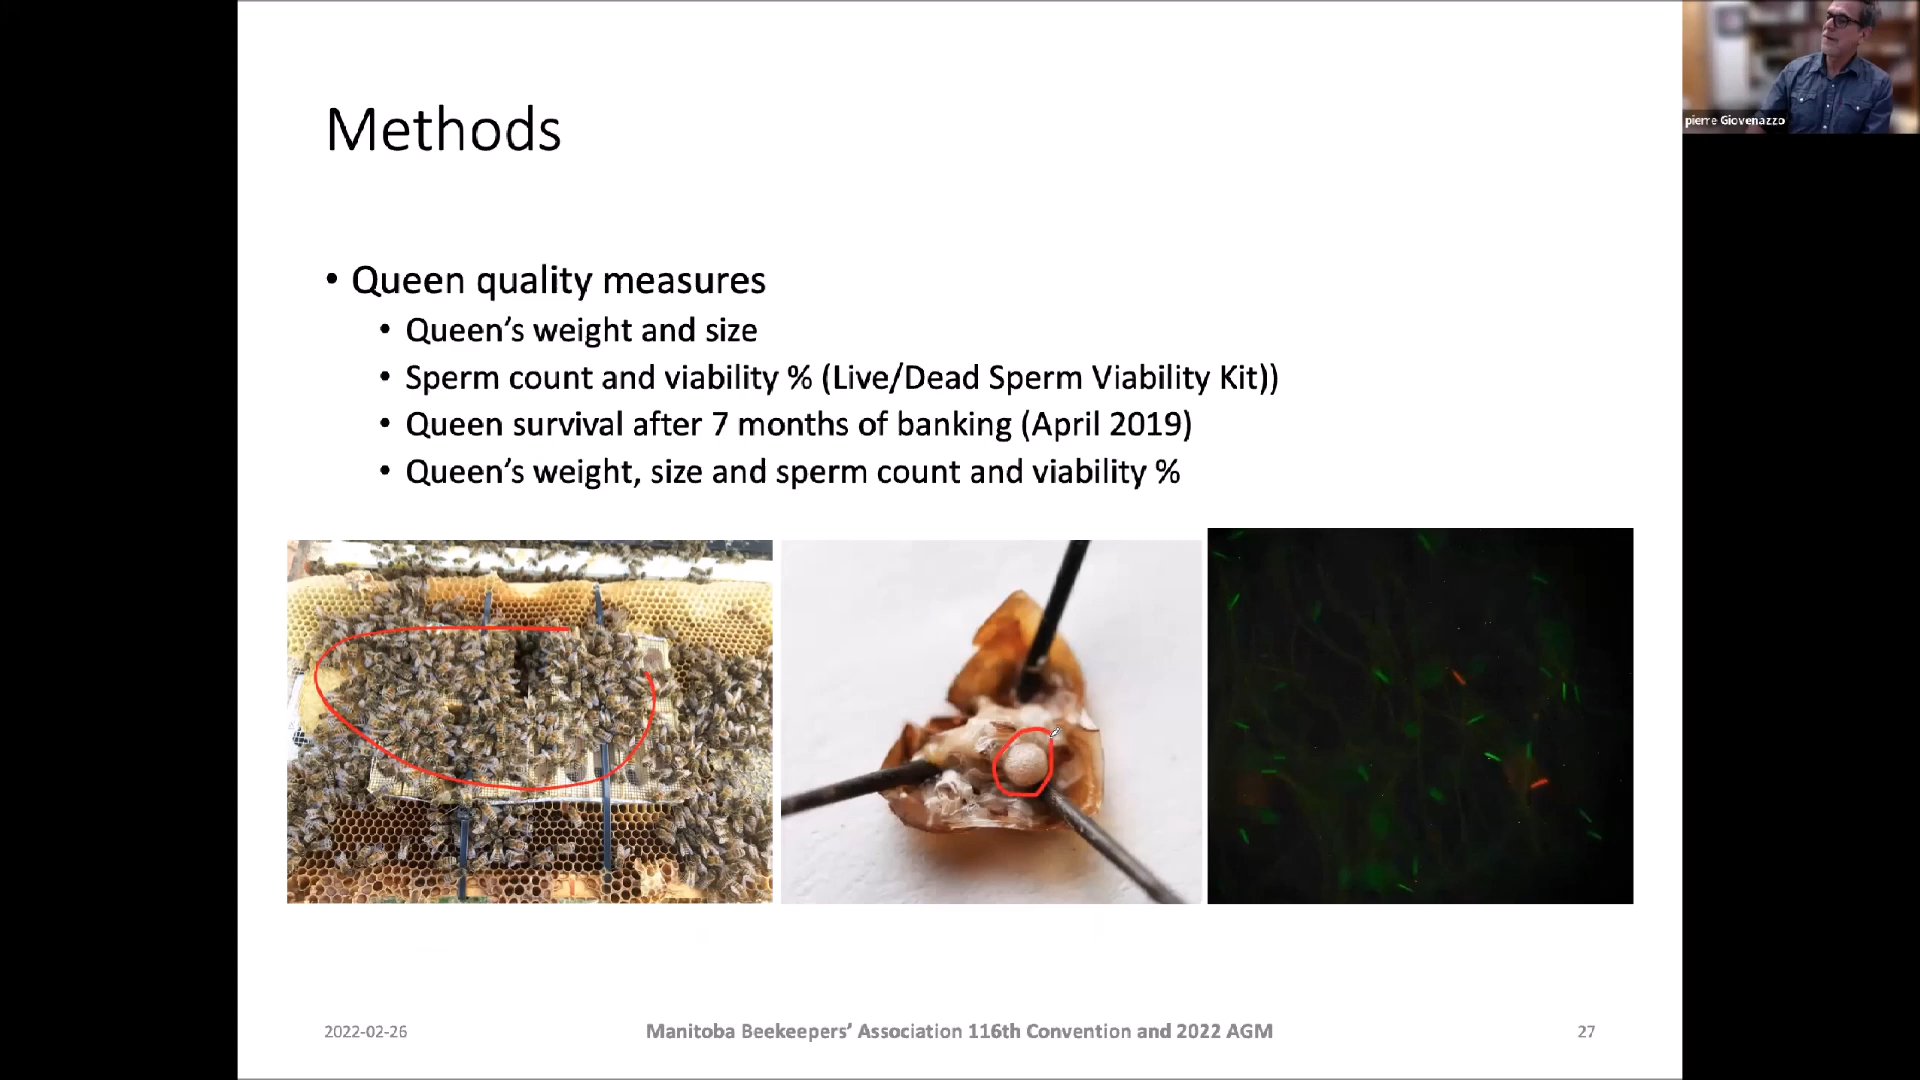 pierre Giovenazzo
Methods
• Queen quality measures
• Queen’s weight and size
• Sperm count and viability % (Live/Dead Sperm Viability Kit))
• Queen survival after 7 months of banking (April 2019)
• Queen’s weight, size and sperm count and viability %
2022-02-26
Manitoba Beekeepers’ Association 116th Convention and 2022 AGM
27